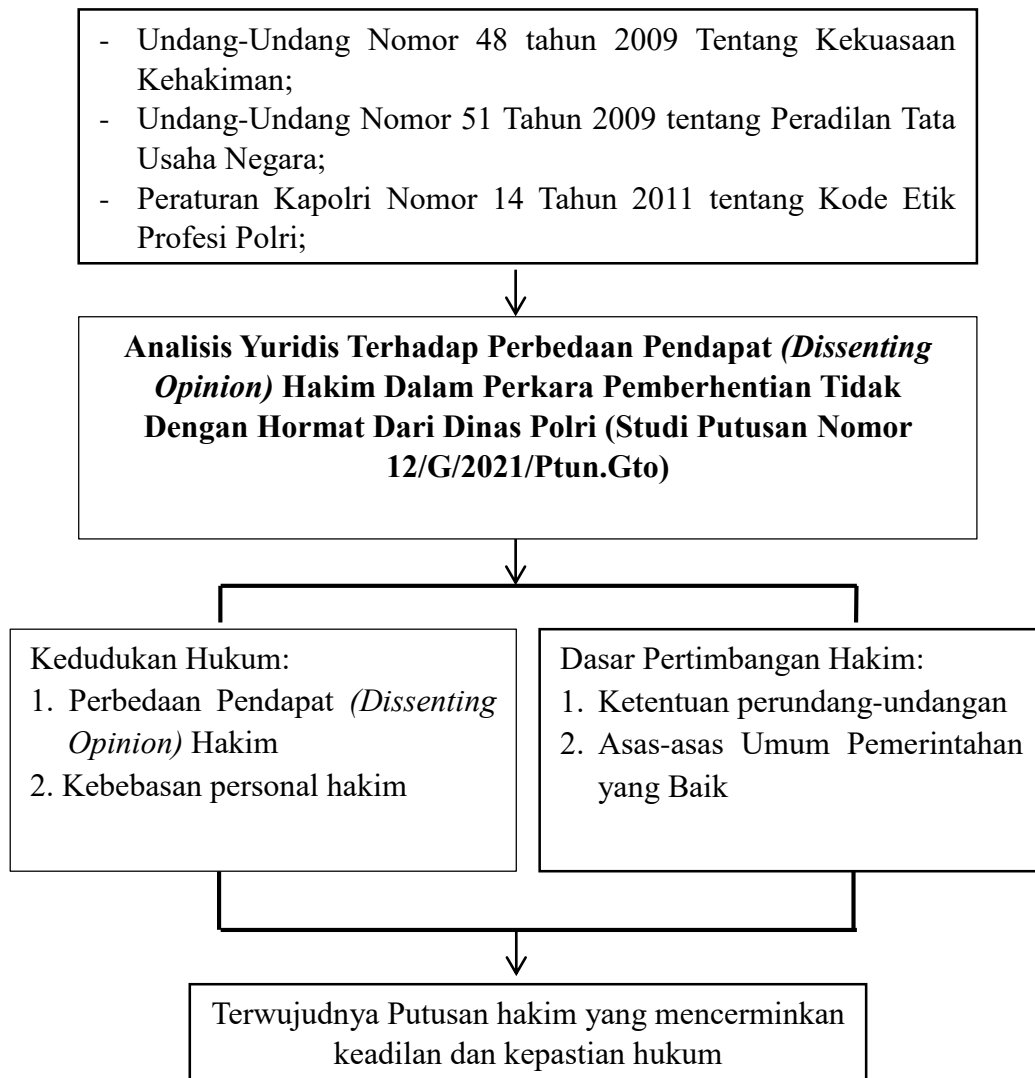 - Undang-Undang Nomor 48 tahun 2009 Tentang Kekuasaan
Kehakiman;
- Undang-Undang Nomor 51 Tahun 2009 tentang Peradilan Tata
Usaha Negara;
- Peraturan Kapolri Nomor 14 Tahun 2011 tentang Kode Etik
Profesi Polri;
Analisis Yuridis Terhadap Perbedaan Pendapat (Dissenting
Opinion) Hakim Dalam Perkara Pemberhentian Tidak
Dengan Hormat Dari Dinas Polri (Studi Putusan Nomor
12/G/2021/Ptun.Gto)
Kedudukan Hukum:
1. Perbedaan Pendapat (Dissenting
Opinion) Hakim
2. Kebebasan personal hakim
Dasar Pertimbangan Hakim:
1. Ketentuan perundang-undangan
2. Asas-asas Umum Pemerintahan
yang Baik
Terwujudnya Putusan hakim yang mencerminkan
keadilan dan kepastian hukum